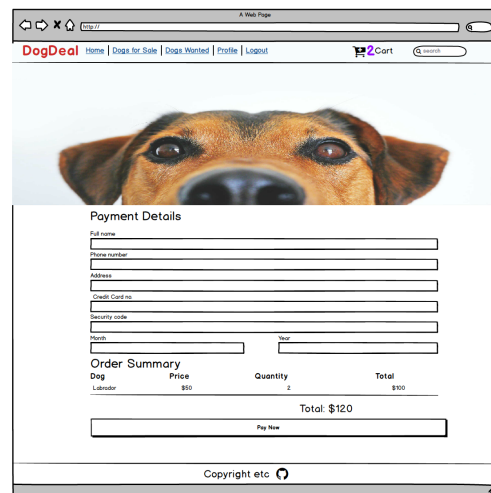 A Web Page
http://
DogDeal Home Dogs for Sale Dogs Wanted Profile Logout 2 Cart search
Payment Details
Full name
Phone number
Address
Credit Card no
Security code
Month Year
Order Summary
Dog Price Quantity Total
Labrador $50 2 $100
Total: $120
Pay Now
Copyright etc